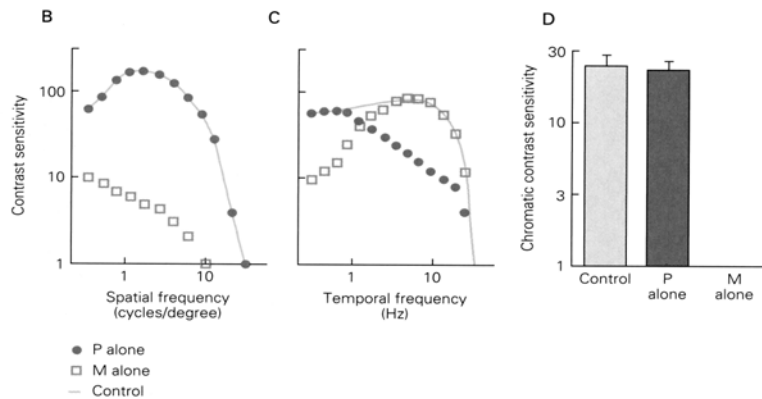 B
C
D
Contrast sensitivity
100
10
1
1
10
Spatial frequency
(cycles/degree)
1
10
Temporal frequency
(Hz)
Chromatic contrast sensitivity
30
10
3
1
Control
P
alone
M
alone
P alone
M alone
Control